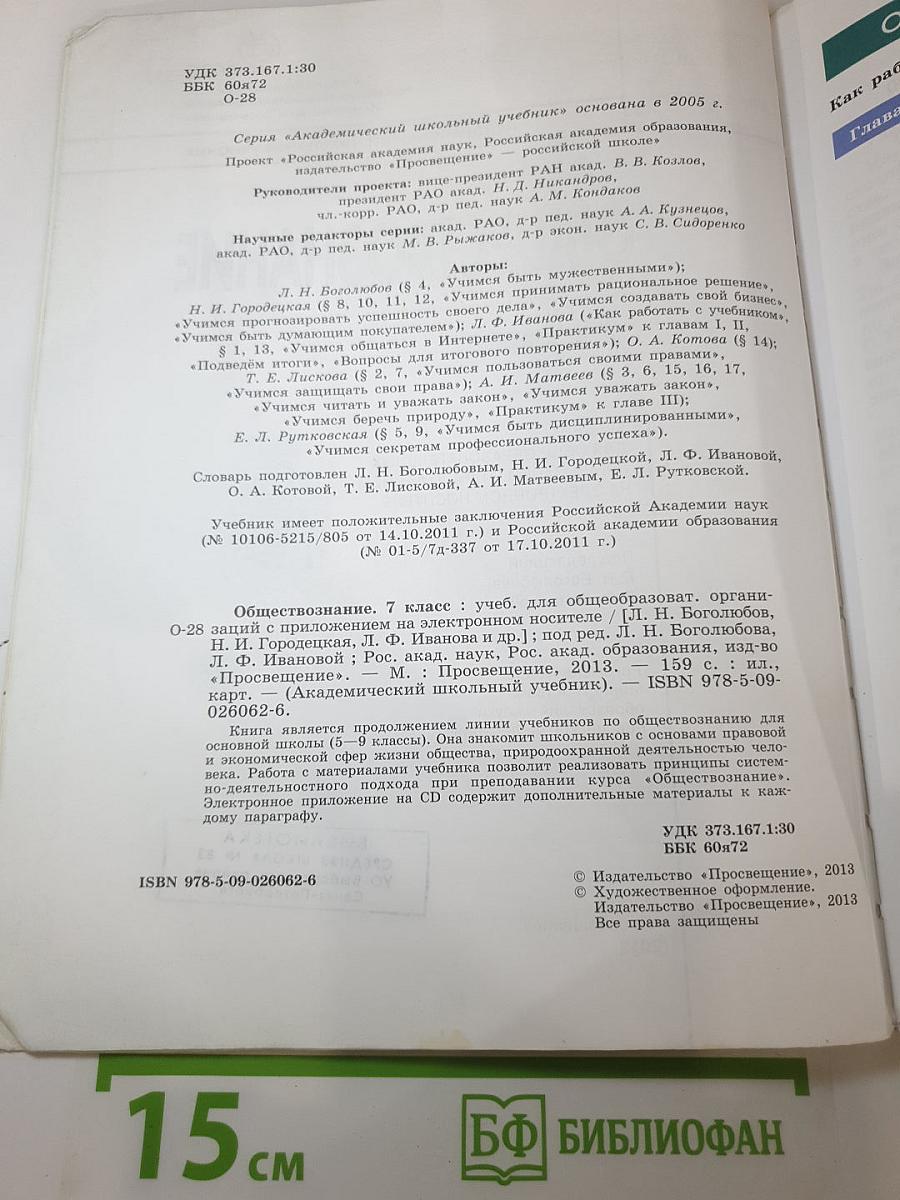 УДК 373.167.1:30
ББК 60я72
О-28
Серия «Академический школьный учебник» основана в 2005 г.
Проект «Российская академия наук, Российская академия образования,
издательство «Просвещение» — российской школе»
Руководители проекта: вице-президент РАН акад. В. В. Козлов,
президент РАО акад. Н. Д. Никандров,
чл.-корр. РАО, д-р пед. наук А. М. Кондаков
Научные редакторы серии: акад. РАО, д-р пед. наук А. А. Кузнецов,
акад. РАО, д-р пед. наук М. В. Рыжаков, д-р экон. наук С. В. Сидоренко
Авторы:
Л. Н. Боголюбов (§ 4, «Учимся быть мужественными»);
Н. И. Городецкая (§ 8, 10, 11, 12, «Учимся принимать рациональное решение»,
«Учимся прогнозировать успешность своего дела», «Учимся создавать свой бизнес»,
«Учимся быть думающим покупателем»); Л. Ф. Иванова («Как работать с учебником»,
§ 1, 13, «Учимся общаться в Интернете», «Практикум» к главам I, II,
«Подведём итоги», «Вопросы для итогового повторения»); О. А. Котова (§ 14);
Т. Е. Лискова (§ 2, 7, «Учимся пользоваться своими правами»,
«Учимся защищать свои права»); А. И. Матвеев (§ 3, 6, 15, 16, 17,
«Учимся читать и уважать закон», «Учимся уважать закон»,
«Учимся беречь природу», «Практикум» к главе III);
Е. Л. Рутковская (§ 5, 9, «Учимся быть дисциплинированными»,
«Учимся секретам профессионального успеха»).
Словарь подготовлен Л. Н. Боголюбовым, Н. И. Городецкой, Л. Ф. Ивановой,
О. А. Котовой, Т. Е. Лисковой, А. И. Матвеевым, Е. Л. Рутковской.
Учебник имеет положительные заключения Российской Академии наук
(№ 10106-5215/805 от 14.10.2011 г.) и Российской академии образования
(№ 01-5/7д-337 от 17.10.2011 г.)
Обществознание. 7 класс : учеб. для общеобразоват. органи-
О-28 заций с приложением на электронном носителе / [Л. Н. Боголюбов,
Н. И. Городецкая, Л. Ф. Иванова и др.] ; под ред. Л. Н. Боголюбова,
Л. Ф. Ивановой ; Рос. акад. наук, Рос. акад. образования, изд-во
«Просвещение». — М. : Просвещение, 2013. — 159 с. : ил.,
карт. — (Академический школьный учебник). — ISBN 978-5-09-
026062-6.
Книга является продолжением линии учебников по обществознанию для
основной школы (5—9 классы). Она знакомит школьников с основами правовой
и экономической сфер жизни общества, природоохранной деятельностью чело-
века. Работа с материалами учебника позволит реализовать принципы систем-
но-деятельностного подхода при преподавании курса «Обществознание».
Электронное приложение на CD содержит дополнительные материалы к каж-
дому параграфу.
УДК 373.167.1:30
ББК 60я72
ISBN 978-5-09-026062-6
© Издательство «Просвещение», 2013
© Художественное оформление.
Издательство «Просвещение», 2013
Все права защищены
Как раб
Глава
15 см
БФ БИБЛИОФАН